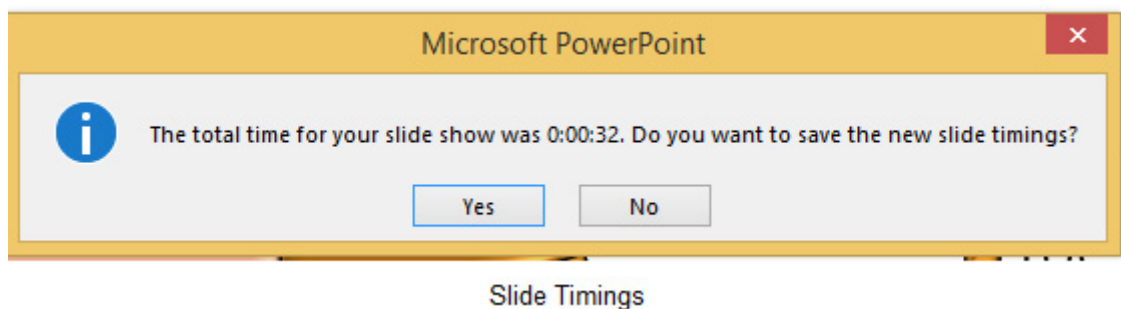 Microsoft PowerPoint
The total time for your slide show was 0:00:32. Do you want to save the new slide timings?
Yes
No
Slide Timings